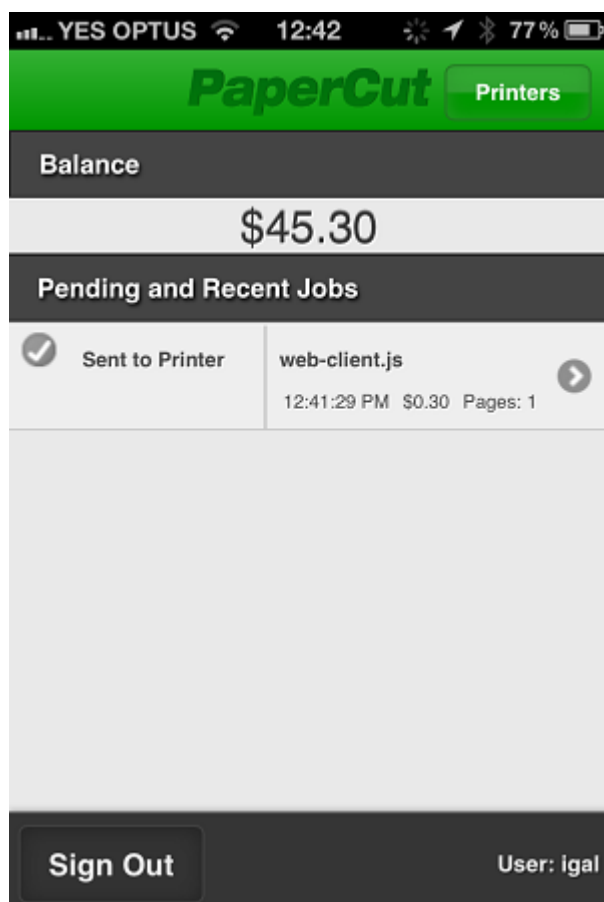 YES OPTUS 12:42 77%
PaperCut Printers
Balance
$45.30
Pending and Recent Jobs
Sent to Printer web-client.js
12:41:29 PM $0.30 Pages: 1
Sign Out User: igal